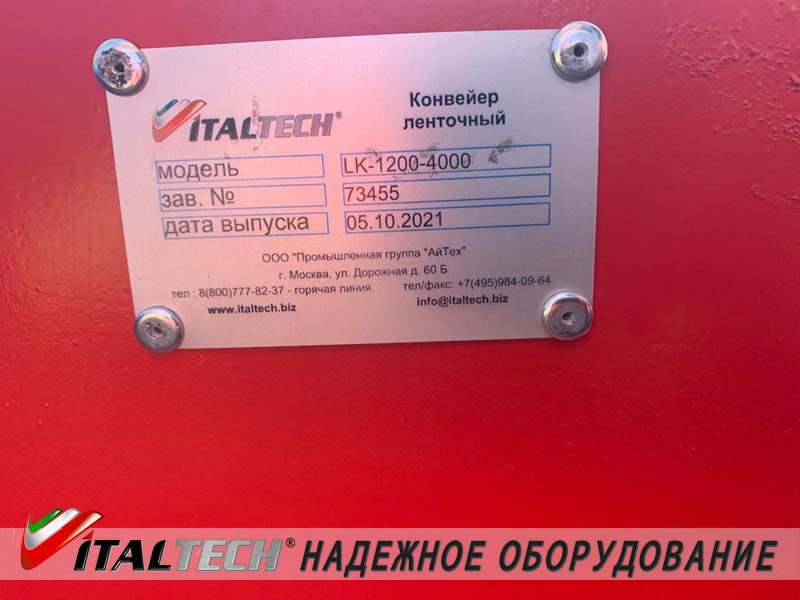 ITALTECH®
Конвейер
ленточный
модель LK-1200-4000
зав. № 73455
дата выпуска 05.10.2021
ООО "Промышленная группа "АйТех"
г. Москва, ул. Дорожная д. 60 Б
тел : 8(800)777-82-37 - горячая линия тел/факс: +7(495)984-09-64
www.italtech.biz info@italtech.biz
ITALTECH® НАДЕЖНОЕ ОБОРУДОВАНИЕ